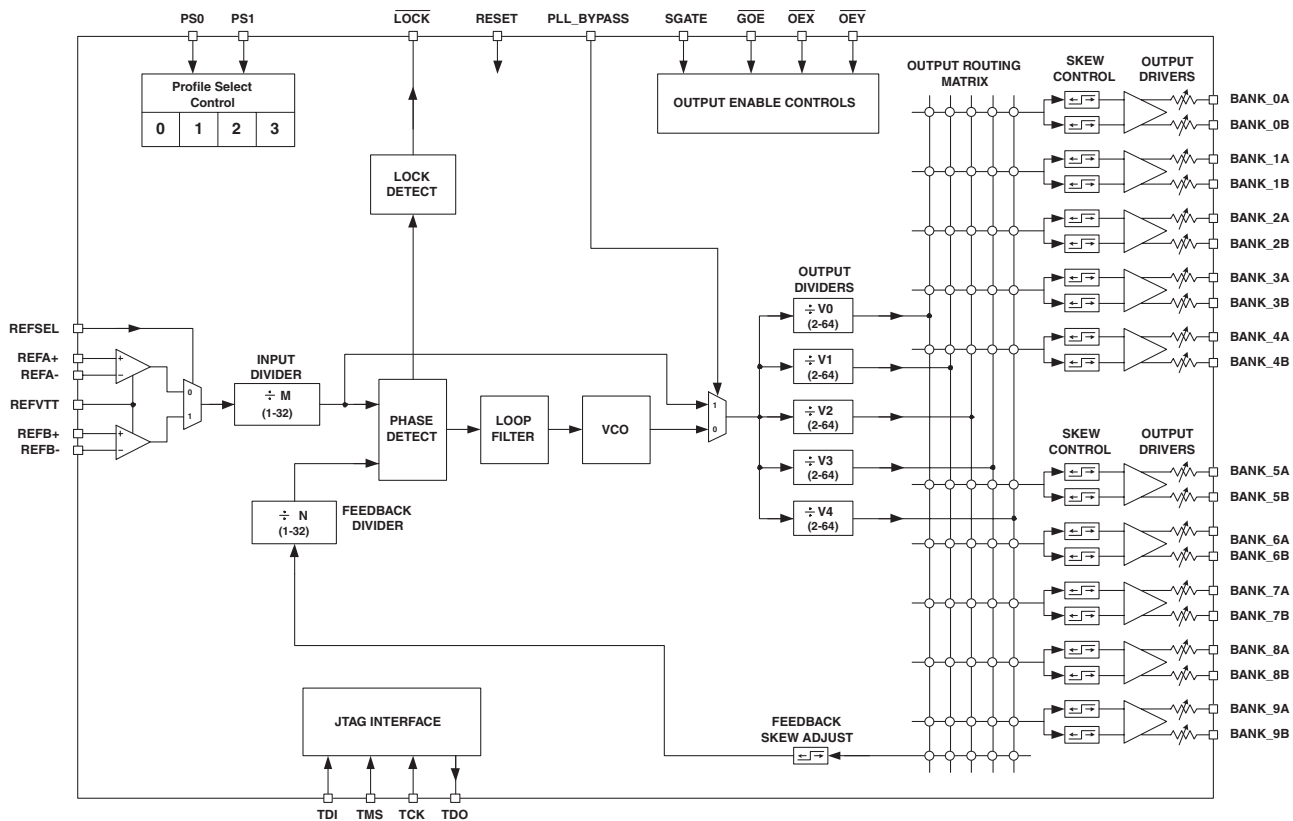 PS0 PS1 LOCK RESET PLL_BYPASS SGATE GOE OEX OEY
Profile Select
Control
0 1 2 3
OUTPUT ENABLE CONTROLS
OUTPUT ROUTING
MATRIX
SKEW
CONTROL
OUTPUT
DRIVERS
BANK_0A
BANK_0B
BANK_1A
BANK_1B
BANK_2A
BANK_2B
BANK_3A
BANK_3B
BANK_4A
BANK_4B
LOCK
DETECT
OUTPUT
DIVIDERS
÷ V0
(2-64)
÷ V1
(2-64)
÷ V2
(2-64)
÷ V3
(2-64)
÷ V4
(2-64)
REFSEL
REFA+
REFA-
REFVTT
REFB+
REFB-
+
−
+
−
0
1
INPUT
DIVIDER
÷ M
(1-32)
PHASE
DETECT
LOOP
FILTER
VCO
1
0
÷ N
(1-32)
FEEDBACK
DIVIDER
SKEW
CONTROL
OUTPUT
DRIVERS
BANK_5A
BANK_5B
BANK_6A
BANK_6B
BANK_7A
BANK_7B
BANK_8A
BANK_8B
BANK_9A
BANK_9B
FEEDBACK
SKEW ADJUST
JTAG INTERFACE
TDI TMS TCK TDO